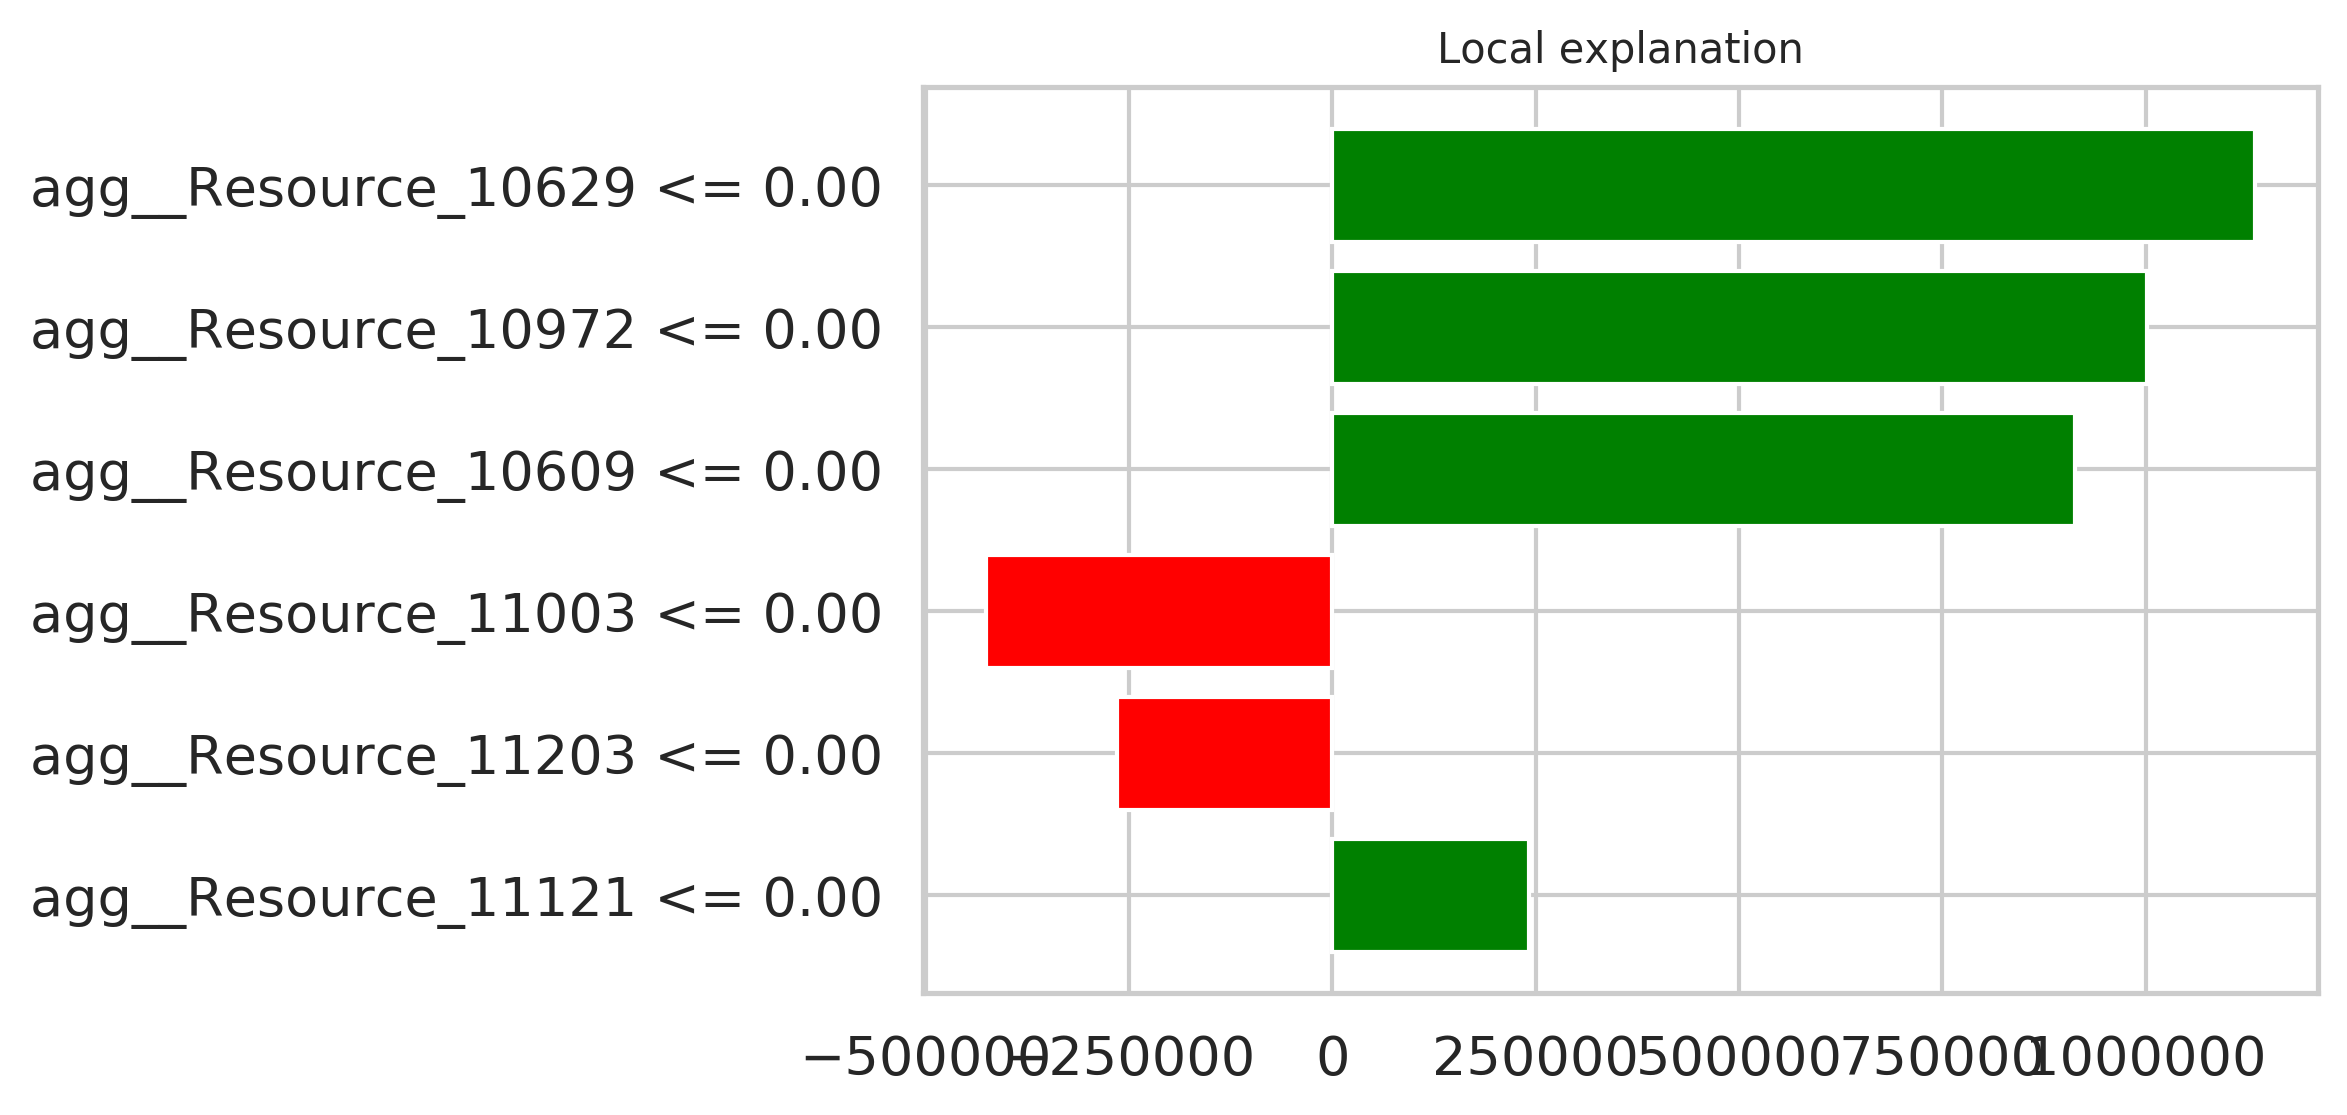 Local explanation
agg__Resource_10629 <= 0.00
agg__Resource_10972 <= 0.00
agg__Resource_10609 <= 0.00
agg__Resource_11003 <= 0.00
agg__Resource_11203 <= 0.00
agg__Resource_11121 <= 0.00
−500000 −250000 0 250000 500000 750000 1000000